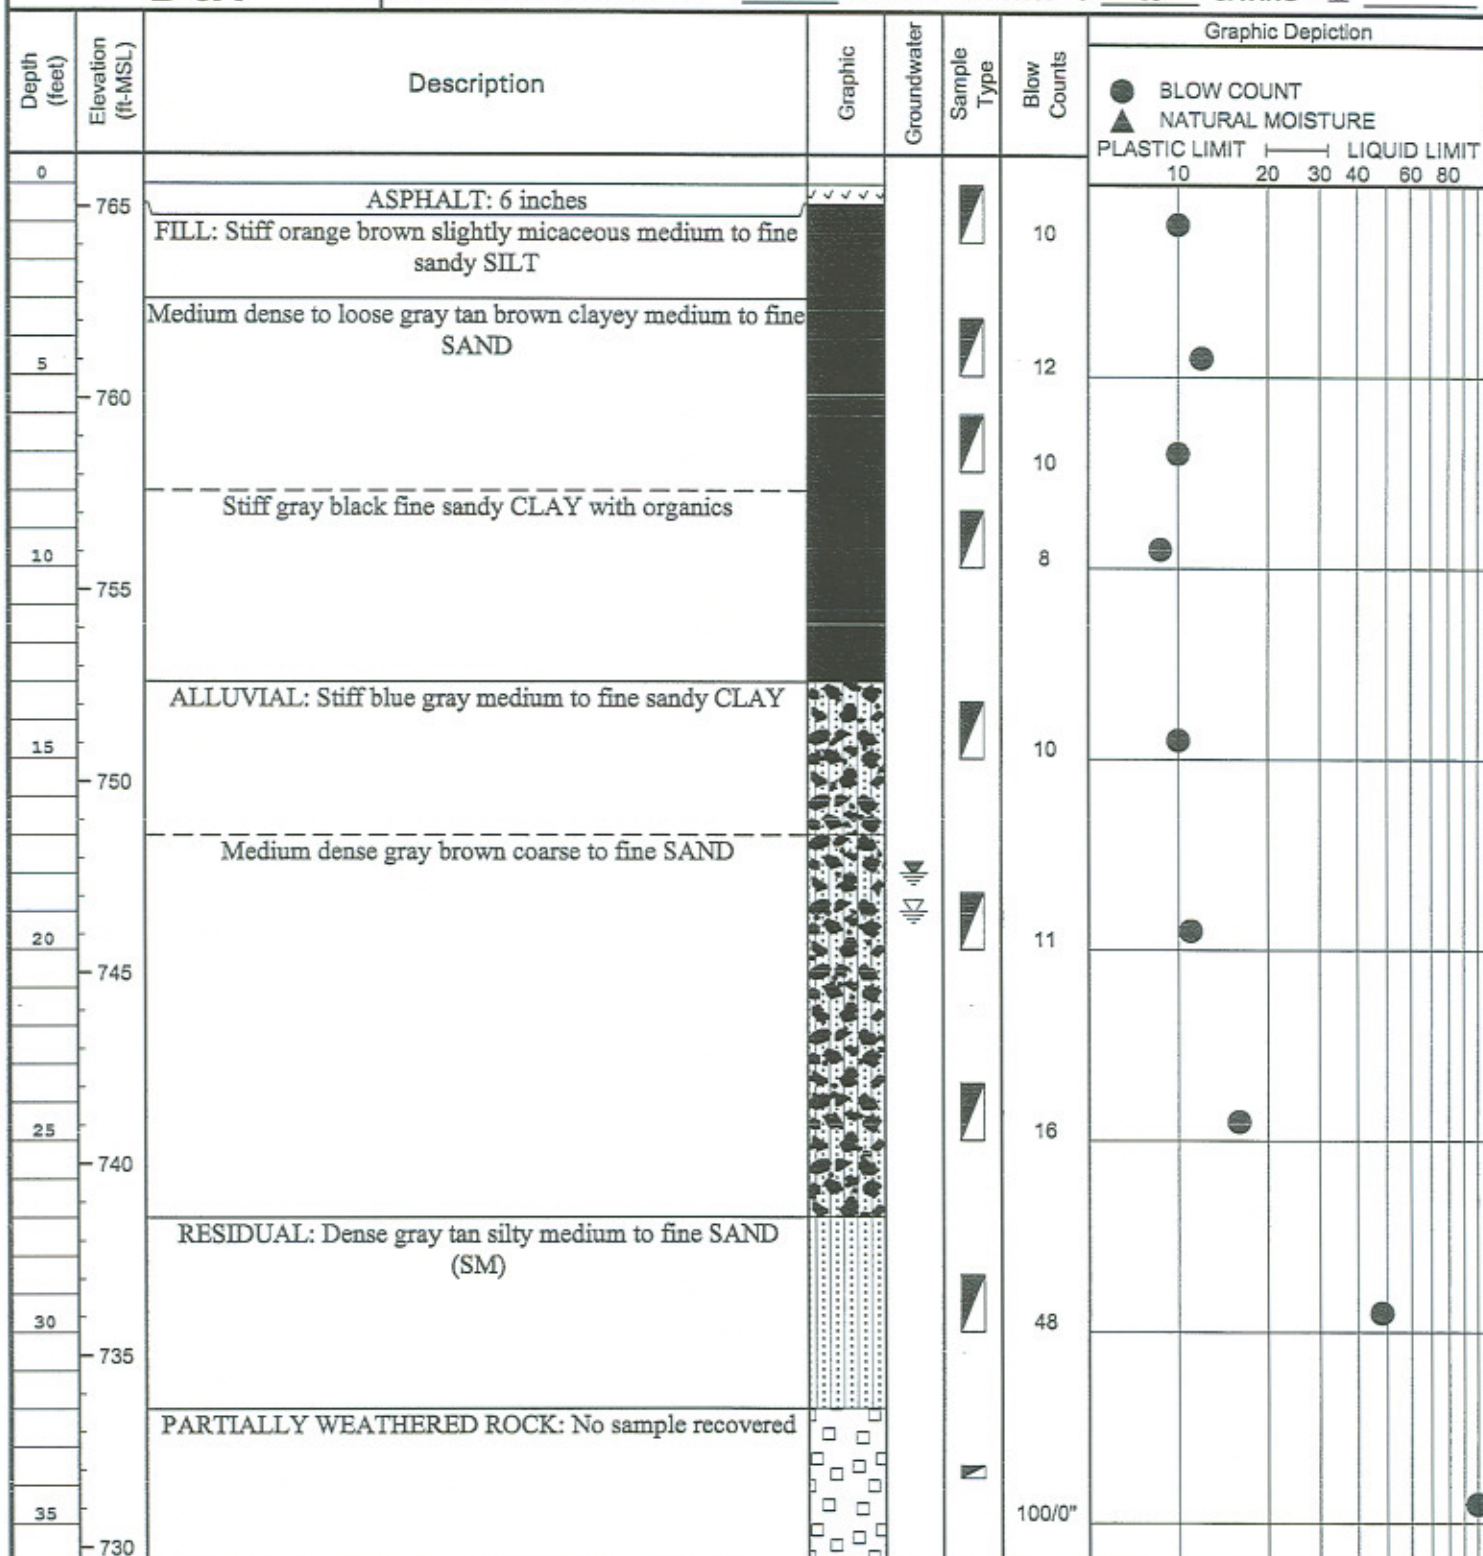 Depth
(feet)
Elevation
(ft-MSL)
Description
Graphic
Groundwater
Sample
Type
Blow
Counts
Graphic Depiction
BLOW COUNT
NATURAL MOISTURE
PLASTIC LIMIT LIQUID LIMIT
10 20 30 40 60 80
0
765
ASPHALT: 6 inches
FILL: Stiff orange brown slightly micaceous medium to fine
sandy SILT
10
Medium dense to loose gray tan brown clayey medium to fine
SAND
5
12
760
10
Stiff gray black fine sandy CLAY with organics
10
8
755
ALLUVIAL: Stiff blue gray medium to fine sandy CLAY
15
10
750
Medium dense gray brown coarse to fine SAND
20
11
745
25
16
740
RESIDUAL: Dense gray tan silty medium to fine SAND
(SM)
30
48
735
PARTIALLY WEATHERED ROCK: No sample recovered
35
100/0"
730